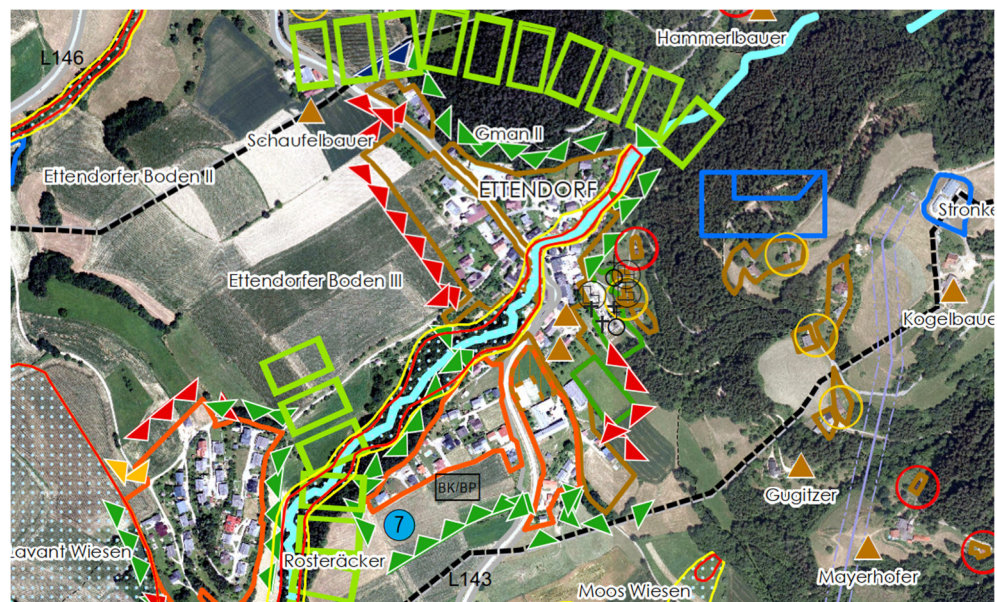 Hammerlbauer
L146
Schaufelbauer
Gman II
Ettendorfer Boden II
ETTENDORF
Stronke
Ettendorfer Boden III
Kogelbaue
BK/BP
Gugitzer
7
Lavant Wiesen
Rosteräcker
L143
Mayerhofer
Moos Wiesen